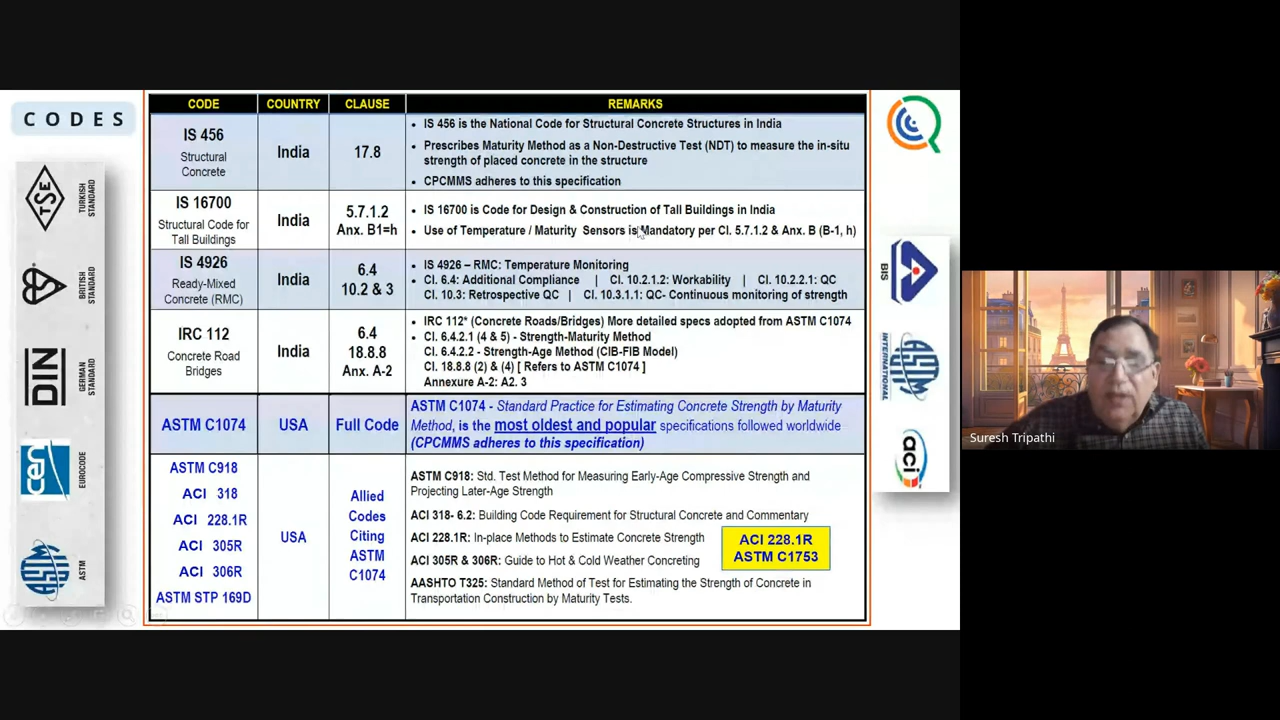 CODES
TSE
TURKISH STANDARD
BRITISH STANDARD
DIN
GERMAN STANDARD
cen
EUROCODE
ASTM
CODE COUNTRY CLAUSE REMARKS
IS 456
Structural
Concrete
India
17.8
• IS 456 is the National Code for Structural Concrete Structures in India
• Prescribes Maturity Method as a Non-Destructive Test (NDT) to measure the in-situ
strength of placed concrete in the structure
• CPCMMS adheres to this specification
IS 16700
Structural Code for
Tall Buildings
India
5.7.1.2
Anx. B1=h
• IS 16700 is Code for Design & Construction of Tall Buildings in India
• Use of Temperature / Maturity Sensors is Mandatory per Cl. 5.7.1.2 & Anx. B (B-1, h)
IS 4926
Ready-Mixed
Concrete (RMC)
India
6.4
10.2 & 3
• IS 4926 – RMC: Temperature Monitoring
• Cl. 6.4: Additional Compliance | Cl. 10.2.1.2: Workability | Cl. 10.2.2.1: QC
Cl. 10.3: Retrospective QC | Cl. 10.3.1.1: QC- Continuous monitoring of strength
IRC 112
Concrete Road
Bridges
India
6.4
18.8.8
Anx. A-2
• IRC 112* (Concrete Roads/Bridges) More detailed specs adopted from ASTM C1074
• Cl. 6.4.2.1 (4 & 5) - Strength-Maturity Method
Cl. 6.4.2.2 - Strength-Age Method (CIB-FIB Model)
Cl. 18.8.8 (2) & (4) [ Refers to ASTM C1074 ]
Annexure A-2: A2. 3
ASTM C1074
USA
Full Code
ASTM C1074 - Standard Practice for Estimating Concrete Strength by Maturity
Method, is the most oldest and popular specifications followed worldwide
(CPCMMS adheres to this specification)
ASTM C918
ACI 318
ACI 228.1R
ACI 305R
ACI 306R
ASTM STP 169D
USA
Allied
Codes
Citing
ASTM
C1074
ASTM C918: Std. Test Method for Measuring Early-Age Compressive Strength and
Projecting Later-Age Strength
ACI 318- 6.2: Building Code Requirement for Structural Concrete and Commentary
ACI 228.1R: In-place Methods to Estimate Concrete Strength
ACI 305R & 306R: Guide to Hot & Cold Weather Concreting
AASHTO T325: Standard Method of Test for Estimating the Strength of Concrete in
Transportation Construction by Maturity Tests.
ACI 228.1R
ASTM C1753
BIS
ASTM
INTERNATIONAL
aci
Suresh Tripathi